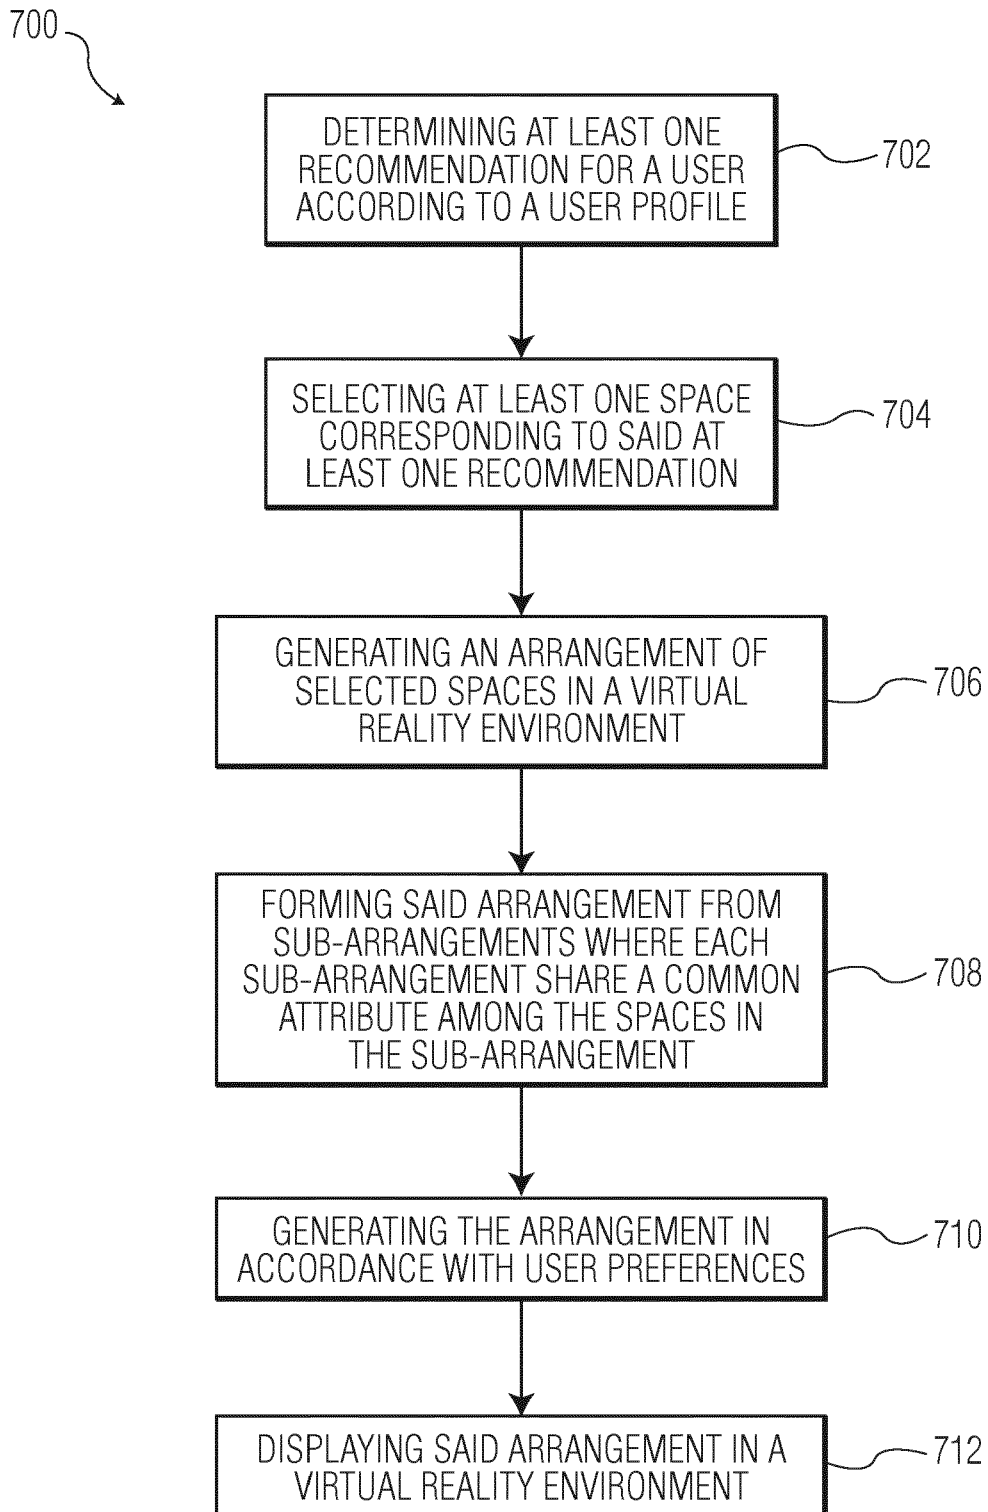 700
DETERMINING AT LEAST ONE
RECOMMENDATION FOR A USER
ACCORDING TO A USER PROFILE
702
SELECTING AT LEAST ONE SPACE
CORRESPONDING TO SAID AT
LEAST ONE RECOMMENDATION
704
GENERATING AN ARRANGEMENT OF
SELECTED SPACES IN A VIRTUAL
REALITY ENVIRONMENT
706
FORMING SAID ARRANGEMENT FROM
SUB-ARRANGEMENTS WHERE EACH
SUB-ARRANGEMENT SHARE A COMMON
ATTRIBUTE AMONG THE SPACES IN
THE SUB-ARRANGEMENT
708
GENERATING THE ARRANGEMENT IN
ACCORDANCE WITH USER PREFERENCES
710
DISPLAYING SAID ARRANGEMENT IN A
VIRTUAL REALITY ENVIRONMENT
712